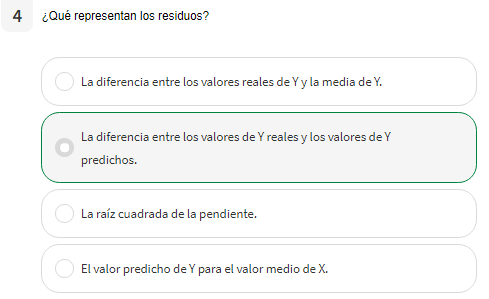 4 ¿Qué representan los residuos?
La diferencia entre los valores reales de Y y la media de Y.
La diferencia entre los valores de Y reales y los valores de Y
predichos.
La raíz cuadrada de la pendiente.
El valor predicho de Y para el valor medio de X.